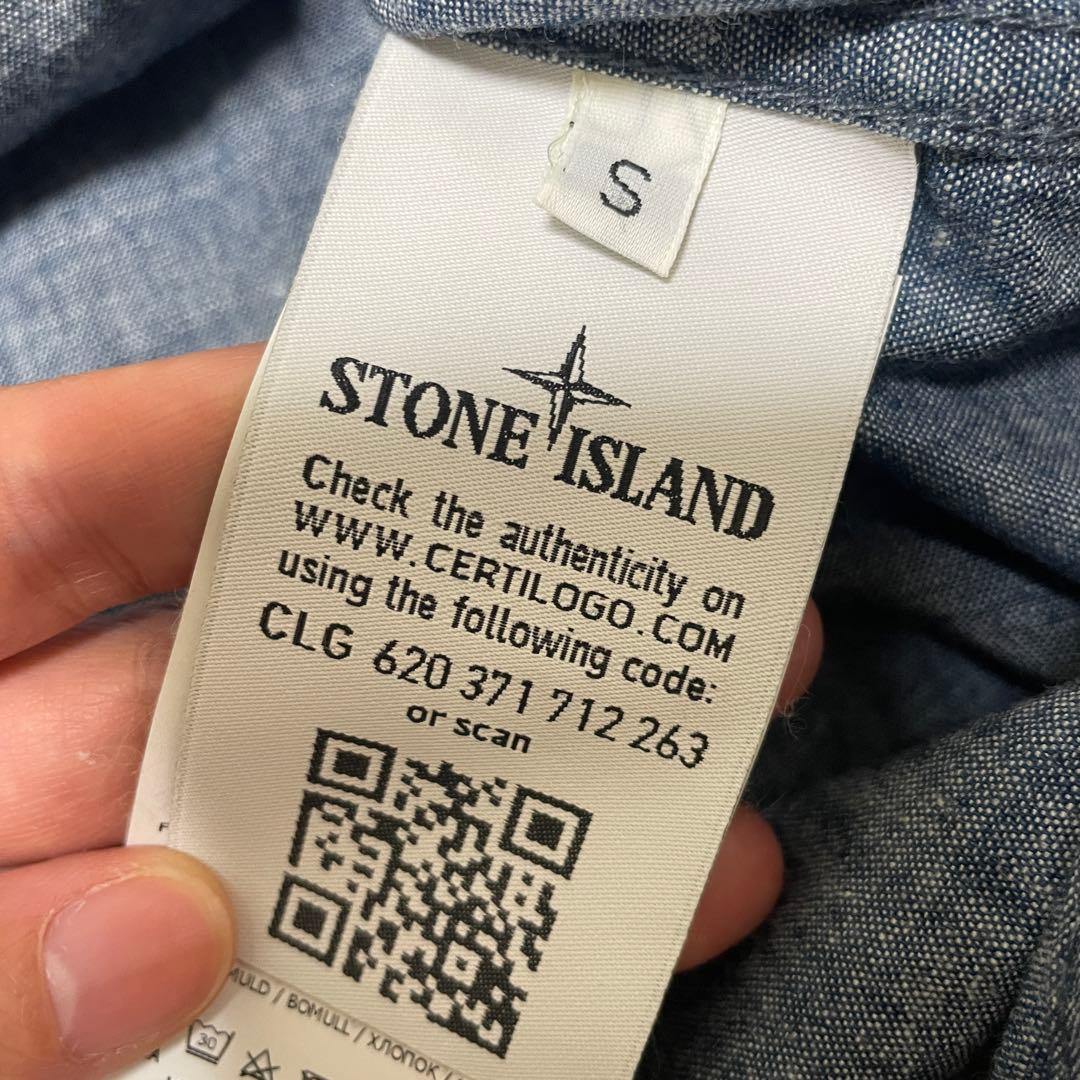 S
STONE ISLAND
Check the authenticity on
WWW.CERTILOGO.COM
using the following code:
CLG 620 371 712 263
or scan
MULD / BOMULL / ХЛОПОК /
30